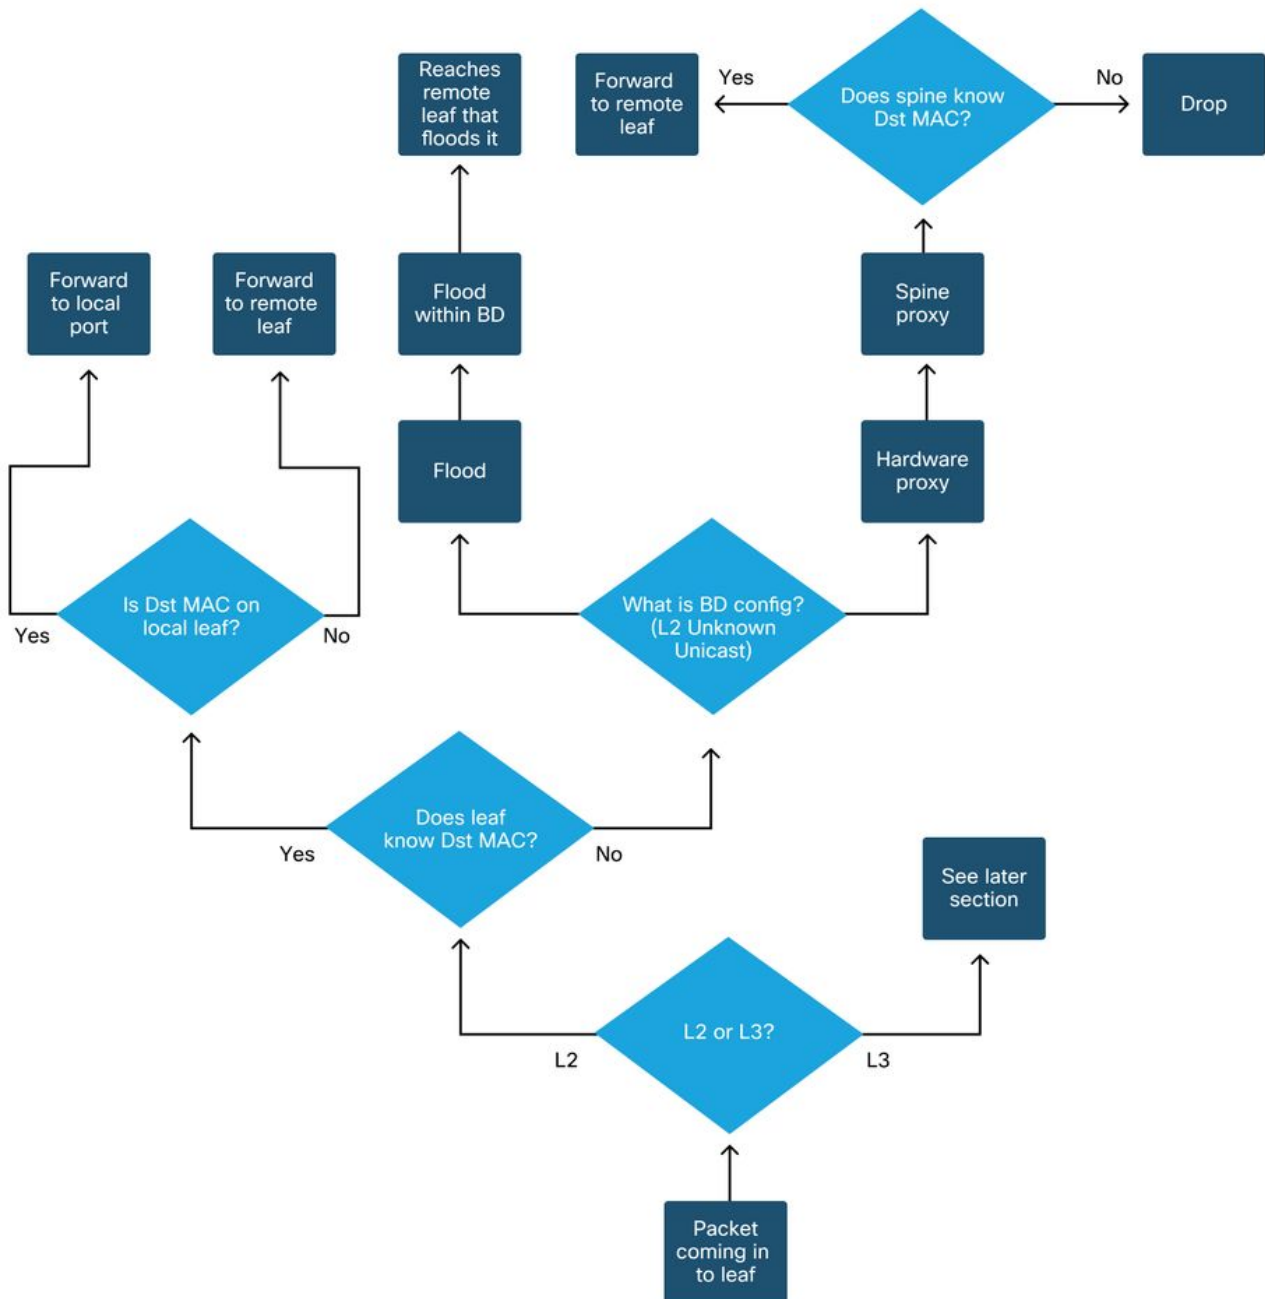 Reaches
remote
leaf that
floods it
Forward
to remote
leaf
Yes
Does spine know
Dst MAC?
No
Drop
Forward
to local
port
Forward
to remote
leaf
Flood
within BD
Spine
proxy
Flood
Hardware
proxy
Is Dst MAC on
local leaf?
Yes
No
What is BD config?
(L2 Unknown
Unicast)
Does leaf
know Dst MAC?
Yes
No
See later
section
L2 or L3?
L2
L3
Packet
coming in
to leaf